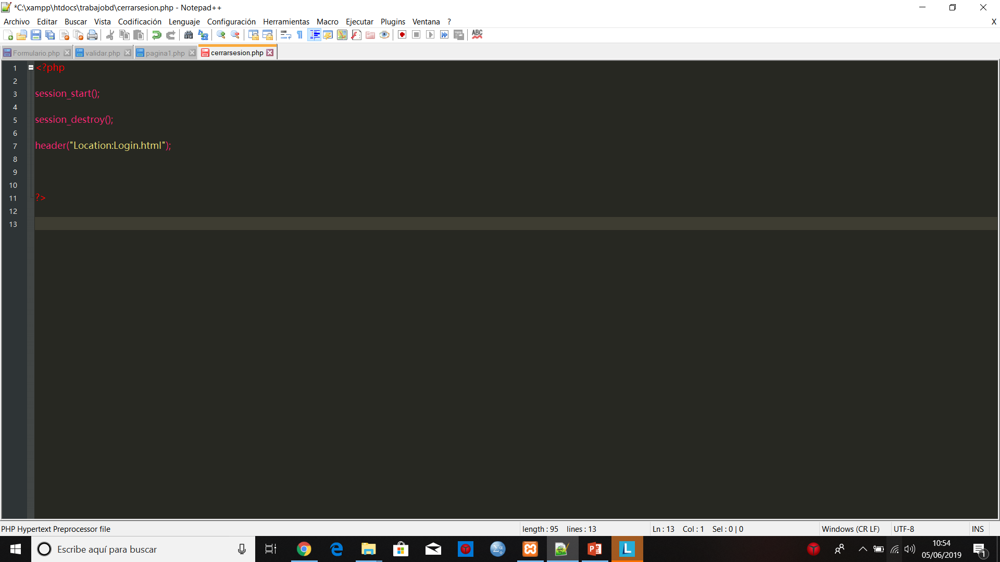 *C:\xampp\htdocs\trabajobd\cerrarsesion.php - Notepad++
Archivo Editar Buscar Vista Codificación Lenguaje Configuración Herramientas Macro Ejecutar Plugins Ventana ? X
ABC
Formulario.php validar.php pagina1.php cerrarsesion.php
1 <?php
2
3 session_start();
4
5 session_destroy();
6
7 header("Location:Login.html");
8
9
10
11 ?>
12
13
PHP Hypertext Preprocessor file length : 95 lines : 13 Ln : 13 Col : 1 Sel : 0 | 0 Windows (CR LF) UTF-8 INS
Escribe aquí para buscar
L
10:54
05/06/2019
1